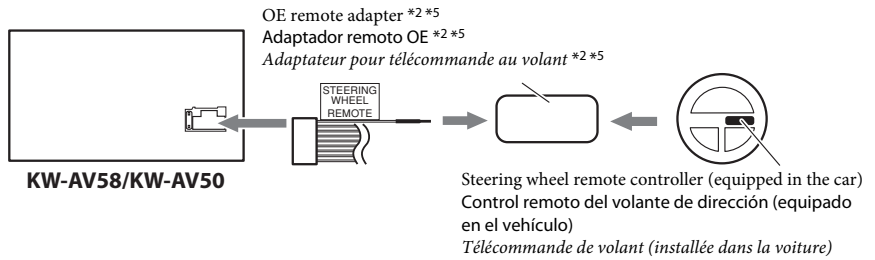 OE remote adapter *2 *5
Adaptador remoto OE *2 *5
Adaptateur pour télécommande au volant *2 *5
STEERING
WHEEL
REMOTE
KW-AV58/KW-AV50
Steering wheel remote controller (equipped in the car)
Control remoto del volante de dirección (equipado
en el vehículo)
Télécommande de volant (installée dans la voiture)